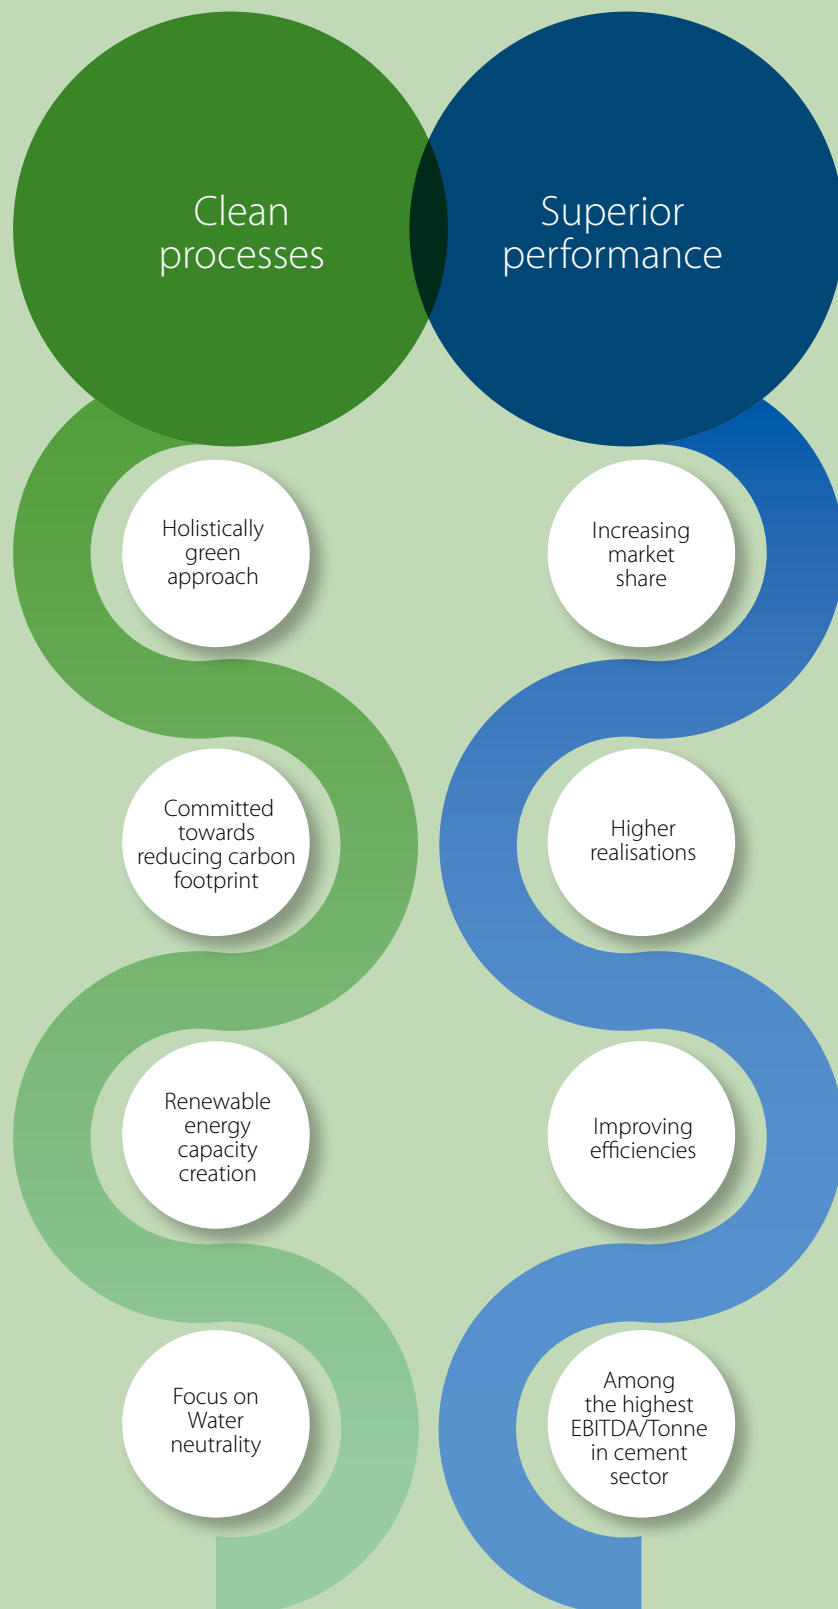 Clean
processes
Superior
performance
Holistically
green
approach
Increasing
market
share
Committed
towards
reducing carbon
footprint
Higher
realisations
Renewable
energy
capacity
creation
Improving
efficiencies
Focus on
Water
neutrality
Among
the highest
EBITDA/Tonne
in cement
sector